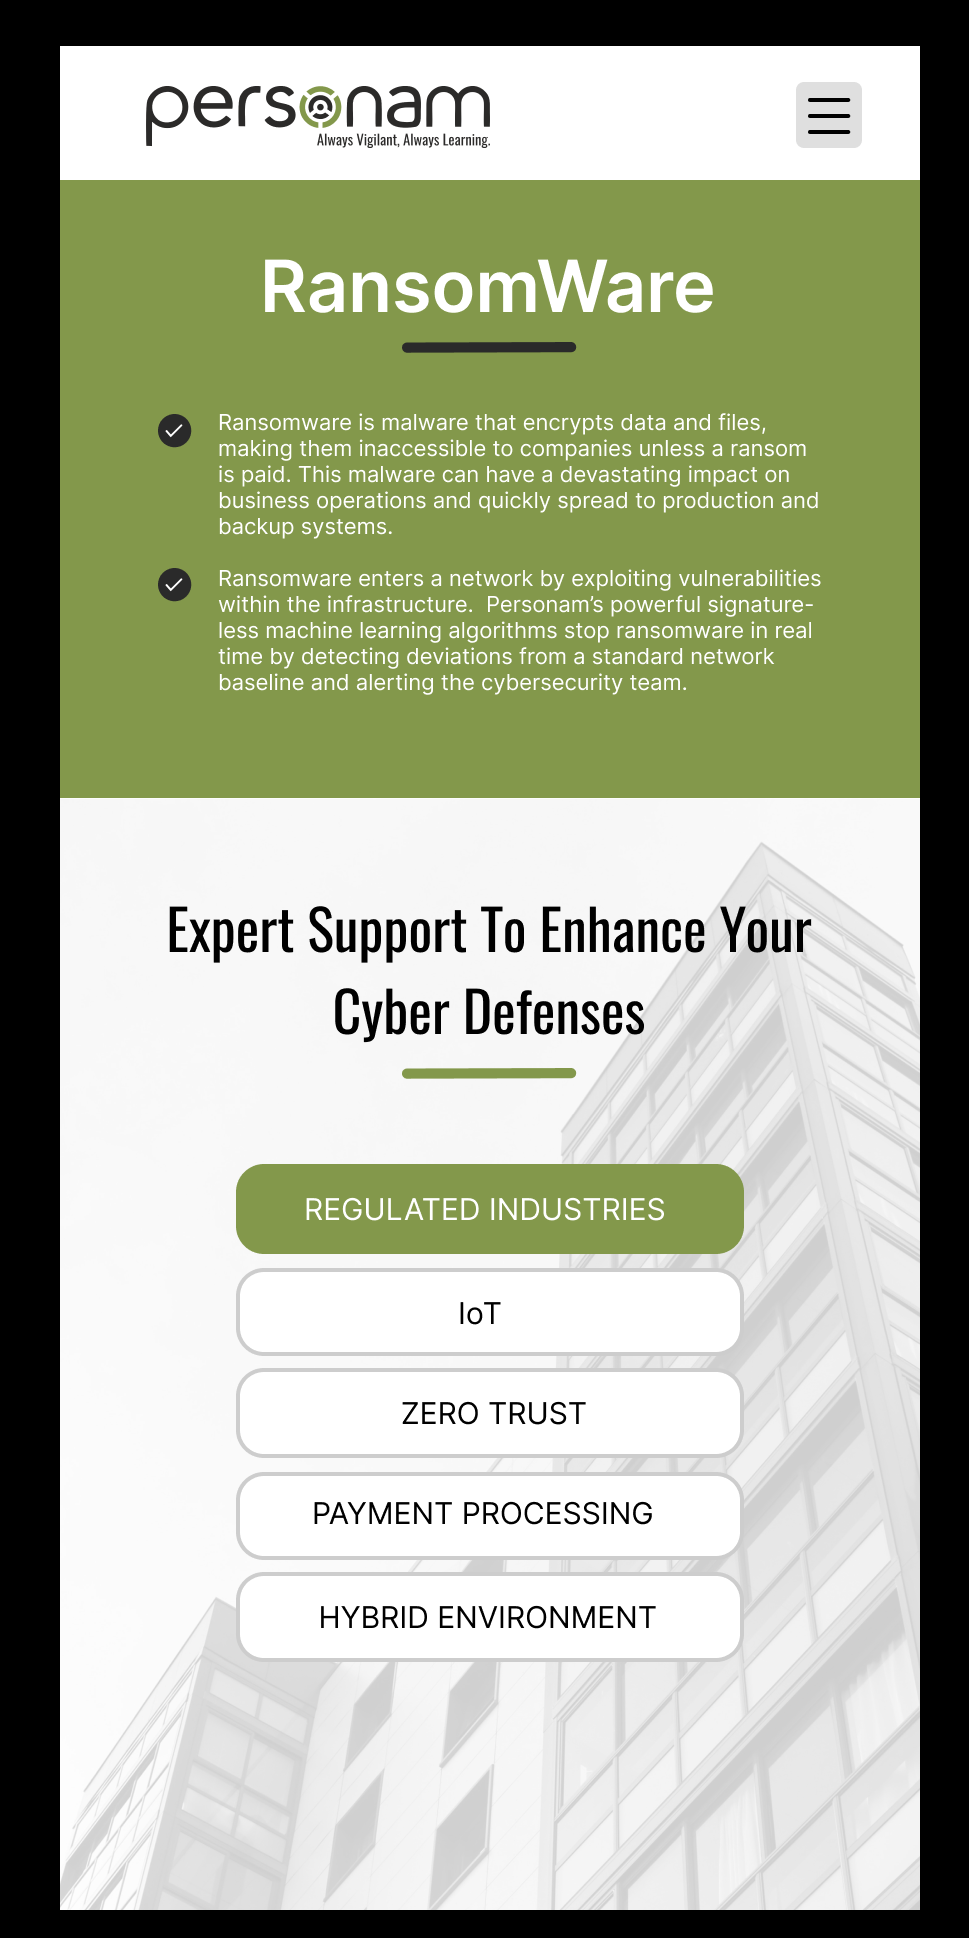 personam
Always Vigilant, Always Learning.
RansomWare
Ransomware is malware that encrypts data and files,
making them inaccessible to companies unless a ransom
is paid. This malware can have a devastating impact on
business operations and quickly spread to production and
backup systems.
Ransomware enters a network by exploiting vulnerabilities
within the infrastructure.  Personam’s powerful signature-
less machine learning algorithms stop ransomware in real
time by detecting deviations from a standard network
baseline and alerting the cybersecurity team.
Expert Support To Enhance Your
Cyber Defenses
REGULATED INDUSTRIES
IoT
ZERO TRUST
PAYMENT PROCESSING
HYBRID ENVIRONMENT